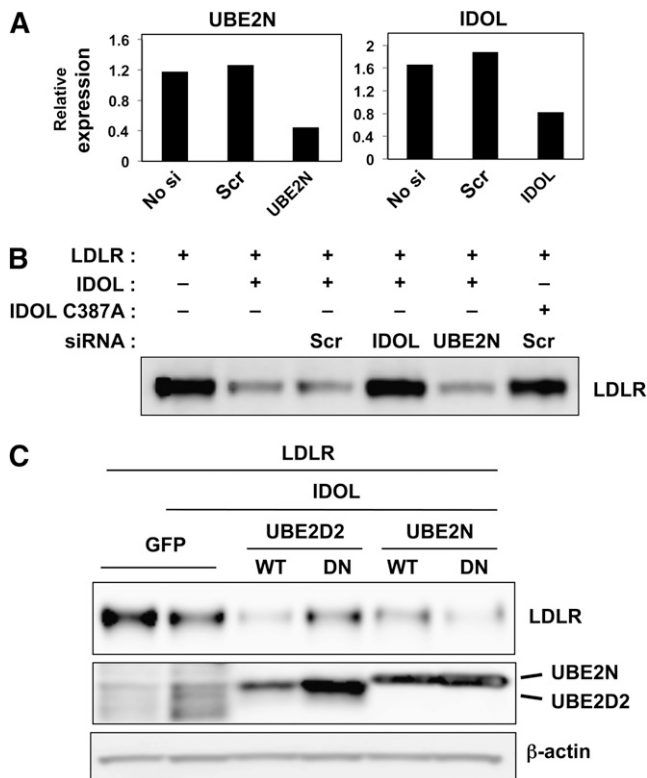 A
UBE2N IDOL
Relative expression
1.6 2
1.2 1.6
0.8 1.2
0.4 0.8
0 0.4
0
No si Scr UBE2N No si Scr IDOL
B
LDLR : + + + + + +
IDOL : – + + + + –
IDOL C387A : – – – – – +
siRNA : Scr IDOL UBE2N Scr
LDLR
C
LDLR
IDOL
GFP UBE2D2 UBE2N
WT DN WT DN
LDLR
UBE2N
UBE2D2
β-actin